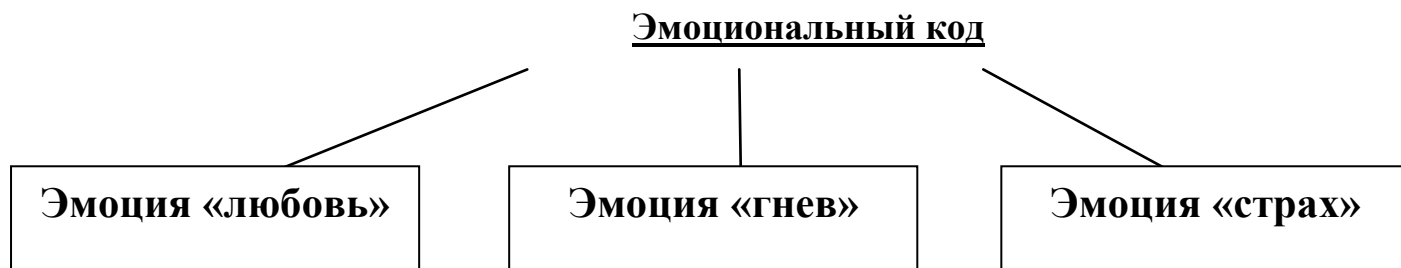 Эмоциональный код
Эмоция «любовь»
Эмоция «гнев»
Эмоция «страх»